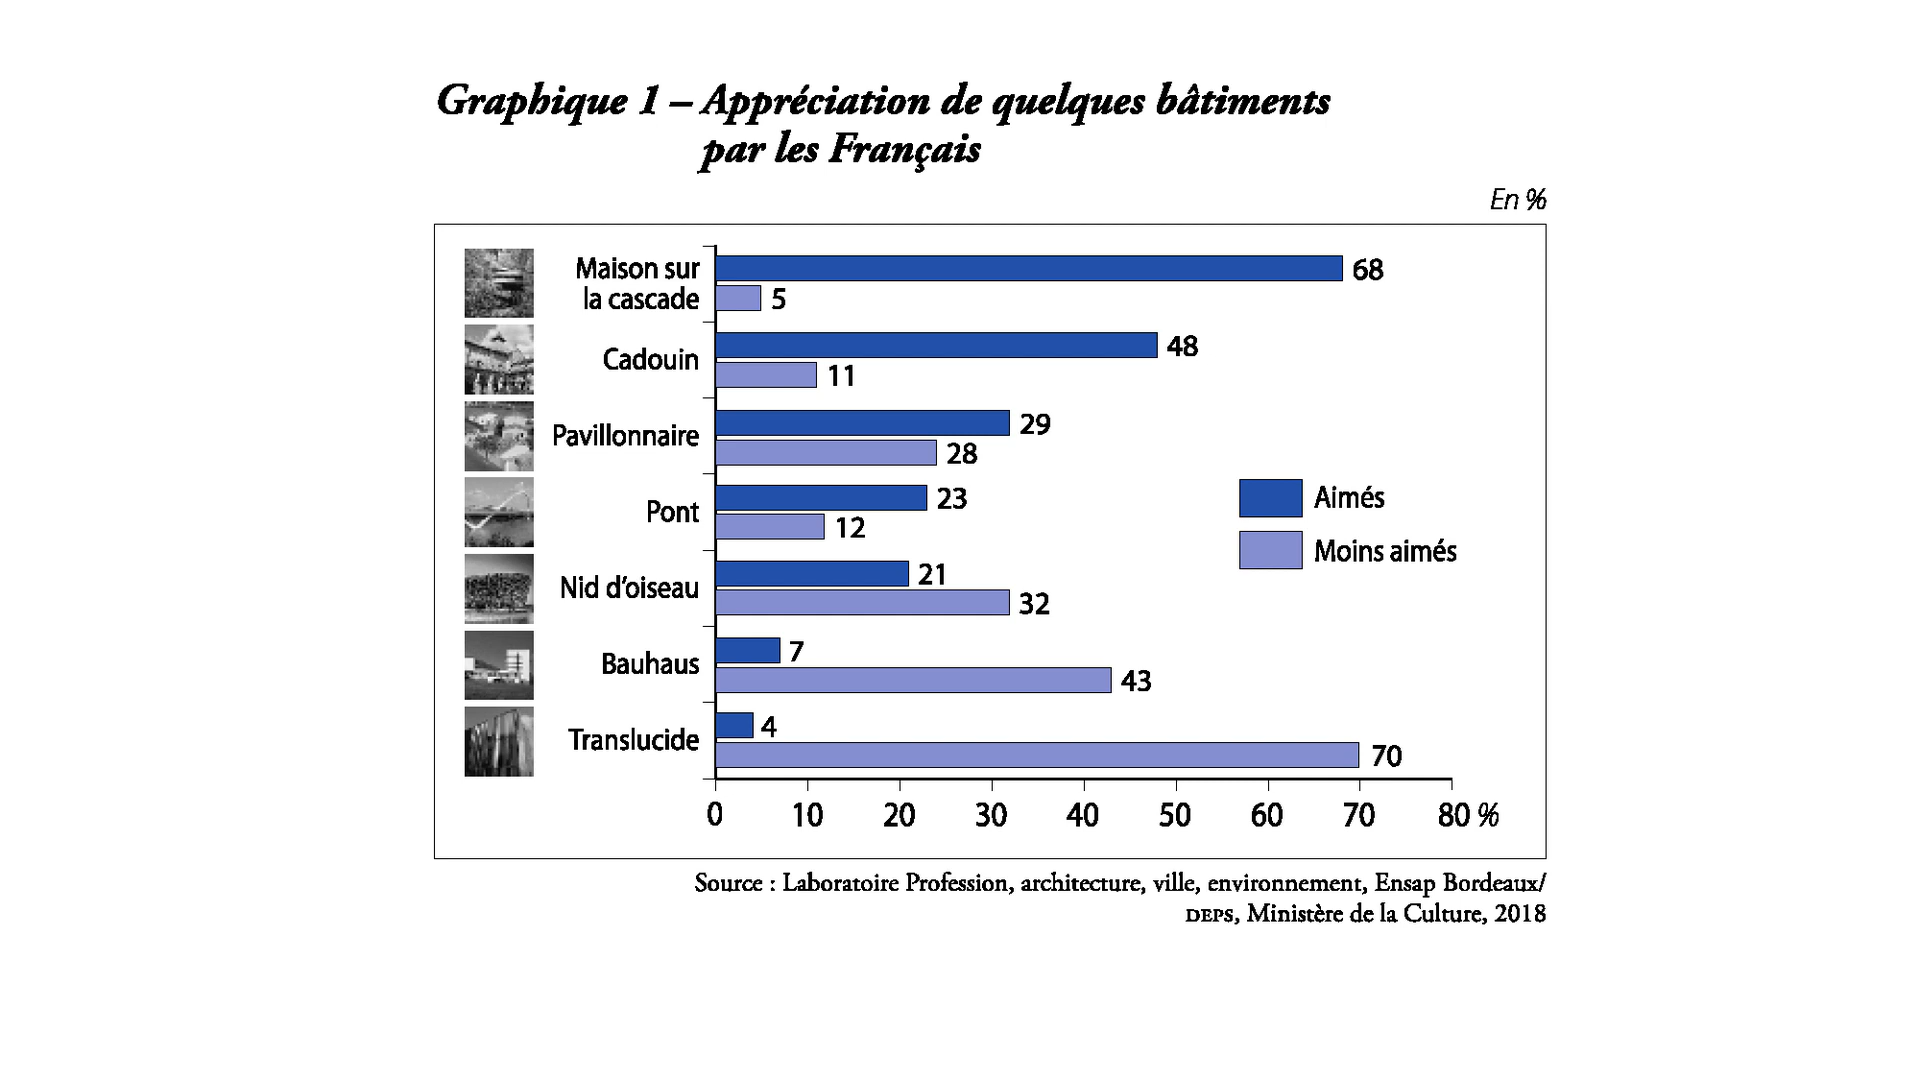 Graphique 1 – Appréciation de quelques bâtiments
par les Français
En %
Maison sur
la cascade
68
5
Cadouin
48
11
Pavillonnaire
29
28
Pont
23
12
Nid d’oiseau
21
32
Bauhaus
7
43
Translucide
4
70
Aimés
Moins aimés
0 10 20 30 40 50 60 70 80 %
Source : Laboratoire Profession, architecture, ville, environnement, Ensap Bordeaux/
DEPS, Ministère de la Culture, 2018